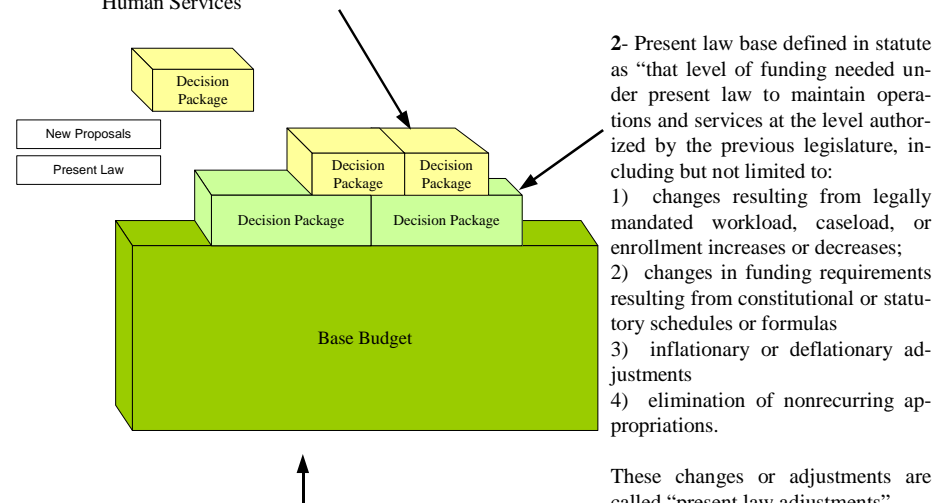 Human Services
Decision
Package
New Proposals
Present Law
Decision
Package
Decision
Package
Decision Package
Decision Package
Base Budget
2- Present law base defined in statute
as “that level of funding needed un-
der present law to maintain opera-
tions and services at the level author-
ized by the previous legislature, in-
cluding but not limited to:
1) changes resulting from legally
mandated workload, caseload, or
enrollment increases or decreases;
2) changes in funding requirements
resulting from constitutional or statu-
tory schedules or formulas
3) inflationary or deflationary ad-
justments
4) elimination of nonrecurring ap-
propriations.
These changes or adjustments are
called “present law adjustments”